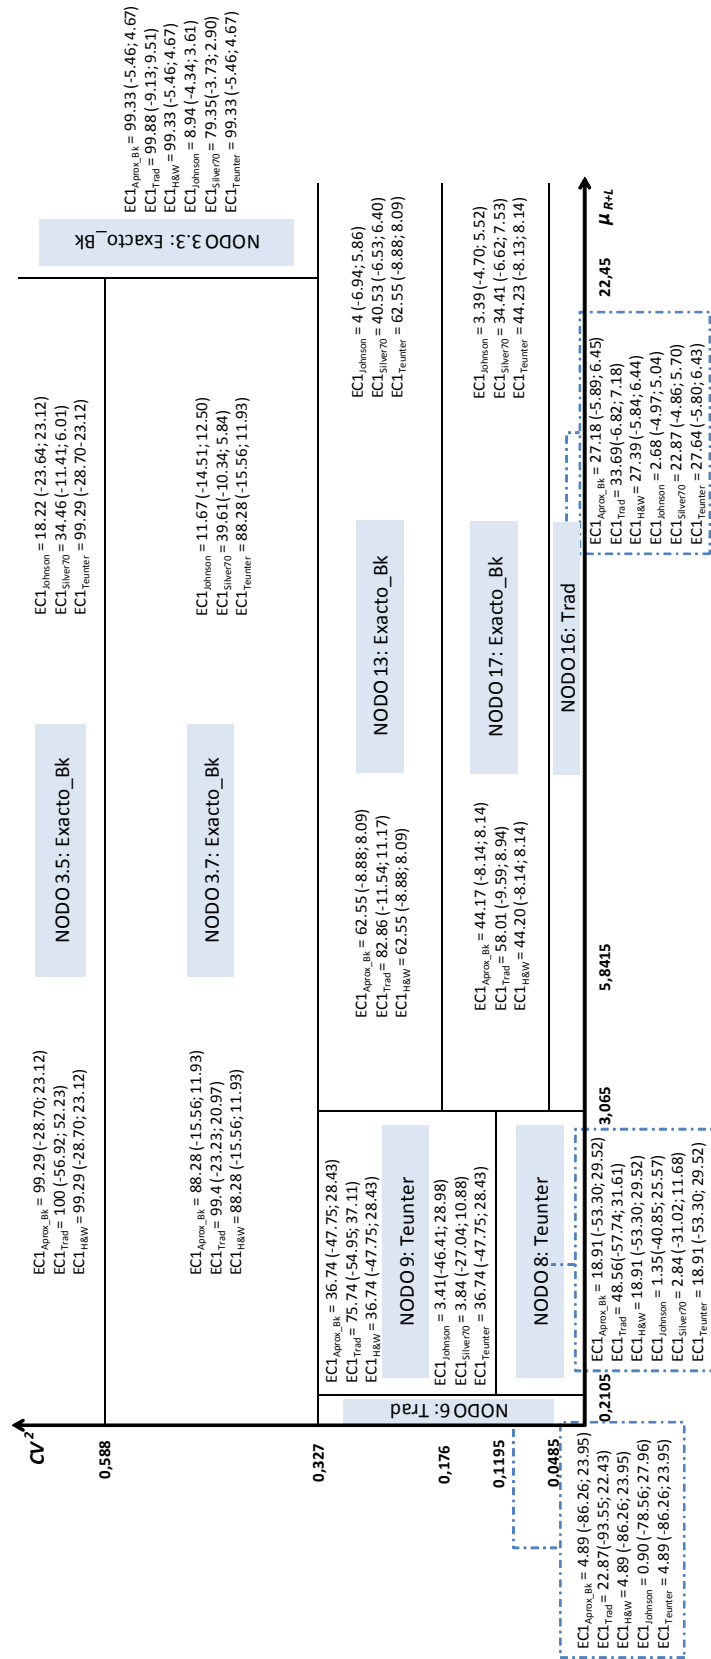 CV²
0,588
0,327
0,176
0,1195
0,0485
EC1Aprox_Bk = 99.29 (-28.70; 23.12)
EC1Trad = 100 (-56.92; 52.23)
EC1H&W = 99.29 (-28.70; 23.12)
NODO 3.5: Exacto_Bk
EC1Johnson = 18.22 (-23.64; 23.12)
EC1Silver70 = 34.46 (-11.41; 6.01)
EC1Teunter = 99.29 (-28.70-23.12)
EC1Aprox_Bk = 88.28 (-15.56; 11.93)
EC1Trad = 99.4 (-23.23; 20.97)
EC1H&W = 88.28 (-15.56; 11.93)
NODO 3.7: Exacto_Bk
EC1Johnson = 11.67 (-14.51; 12.50)
EC1Silver70 = 39.61 (-10.34; 5.84)
EC1Teunter = 88.28 (-15.56; 11.93)
NODO 3.3: Exacto_Bk
EC1Aprox_Bk = 99.33 (-5.46; 4.67)
EC1Trad = 99.88 (-9.13; 9.51)
EC1H&W = 99.33 (-5.46; 4.67)
EC1Johnson = 8.94 (-4.34; 3.61)
EC1Silver70 = 79.35(-3.73; 2.90)
EC1Teunter = 99.33 (-5.46; 4.67)
NODO 6: Trad
EC1Aprox_Bk = 36.74 (-47.75; 28.43)
EC1Trad = 75.74 (-54.95; 37.11)
EC1H&W = 36.74 (-47.75; 28.43)
NODO 9: Teunter
EC1Johnson = 3.41(-46.41; 28.98)
EC1Silver70 = 3.84 (-27.04; 10.88)
EC1Teunter = 36.74 (-47.75; 28.43)
NODO 8: Teunter
EC1Aprox_Bk = 62.55 (-8.88; 8.09)
EC1Trad = 82.86 (-11.54; 11.17)
EC1H&W = 62.55 (-8.88; 8.09)
NODO 13: Exacto_Bk
EC1Johnson = 4 (-6.94; 5.86)
EC1Silver70 = 40.53 (-6.53; 6.40)
EC1Teunter = 62.55 (-8.88; 8.09)
EC1Aprox_Bk = 44.17 (-8.14; 8.14)
EC1Trad = 58.01 (-9.59; 8.94)
EC1H&W = 44.20 (-8.14; 8.14)
NODO 17: Exacto_Bk
EC1Johnson = 3.39 (-4.70; 5.52)
EC1Silver70 = 34.41 (-6.62; 7.53)
EC1Teunter = 44.23 (-8.13; 8.14)
NODO 16: Trad
0,2105
3,065
5,8415
22,45
μ R+L
EC1Aprox_Bk = 4.89 (-86.26; 23.95)
EC1Trad = 22.87(-93.55; 22.43)
EC1H&W = 4.89 (-86.26; 23.95)
EC1Johnson = 0.90 (-78.56; 27.96)
EC1Teunter = 4.89 (-86.26; 23.95)
EC1Aprox_Bk = 18.91 (-53.30; 29.52)
EC1Trad = 48.56(-57.74; 31.61)
EC1H&W = 18.91 (-53.30; 29.52)
EC1Johnson = 1.35(-40.85; 25.57)
EC1Silver70 = 2.84 (-31.02; 11.68)
EC1Teunter = 18.91 (-53.30; 29.52)
EC1Aprox_Bk = 27.18 (-5.89; 6.45)
EC1Trad = 33.69(-6.82; 7.18)
EC1H&W = 27.39 (-5.84; 6.44)
EC1Johnson = 2.68 (-4.97; 5.04)
EC1Silver70 = 22.87 (-4.86; 5.70)
EC1Teunter = 27.64 (-5.80; 6.43)